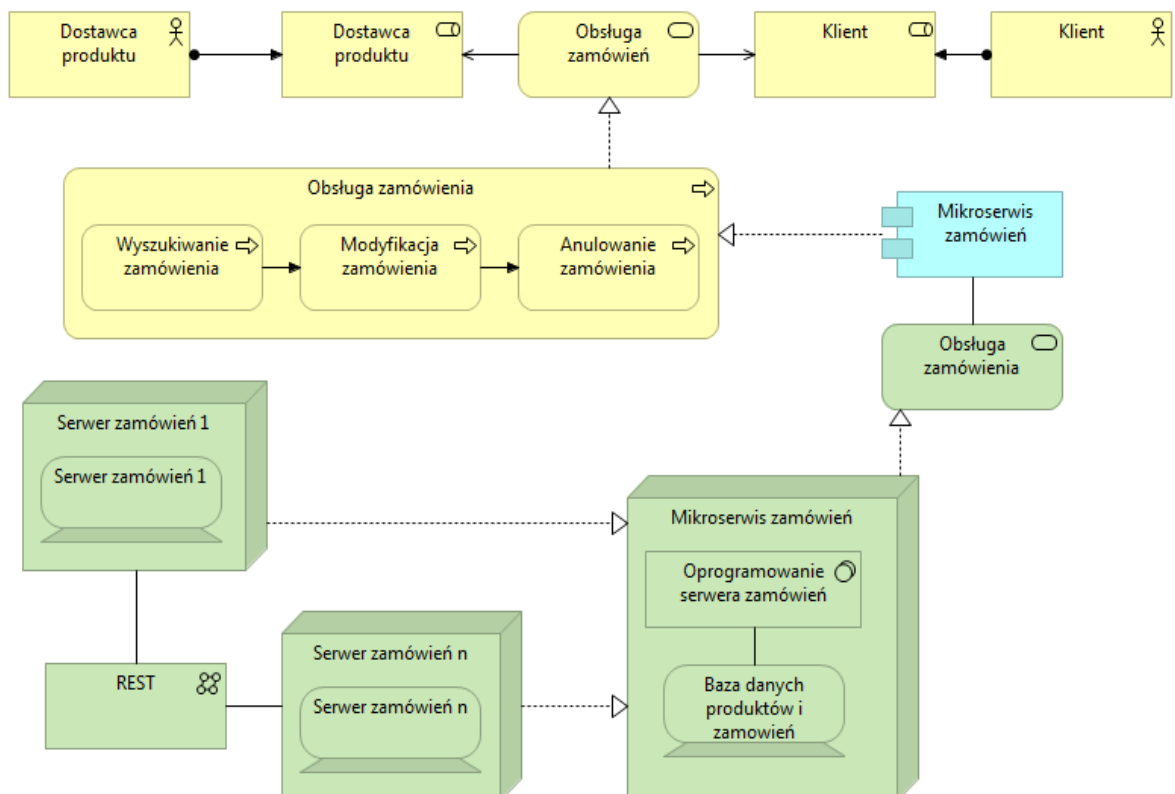 Dostawca
produktu
Dostawca
produktu
Obsługa
zamówień
Klient
Klient
Obsługa zamówienia
Wyszukiwanie
zamówienia
Modyfikacja
zamówienia
Anulowanie
zamówienia
Mikroserwis
zamówień
Obsługa
zamówienia
Serwer zamówień 1
Serwer zamówień 1
Mikroserwis zamówień
Oprogramowanie
serwera zamówień
REST
Serwer zamówień n
Serwer zamówień n
Baza danych
produktów i
zamowień